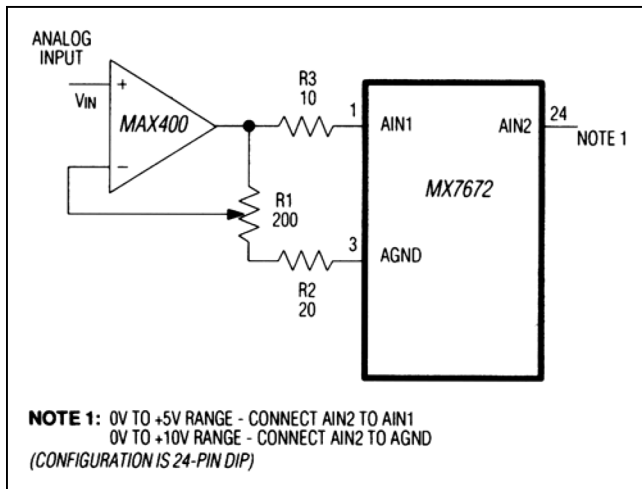 ANALOG
INPUT
VIN
+
MAX400
–
R3
10
1
AIN1
AIN2
24
NOTE 1
MX7672
R1
200
3
AGND
R2
20
NOTE 1: 0V TO +5V RANGE - CONNECT AIN2 TO AIN1
0V TO +10V RANGE - CONNECT AIN2 TO AGND
(CONFIGURATION IS 24-PIN DIP)